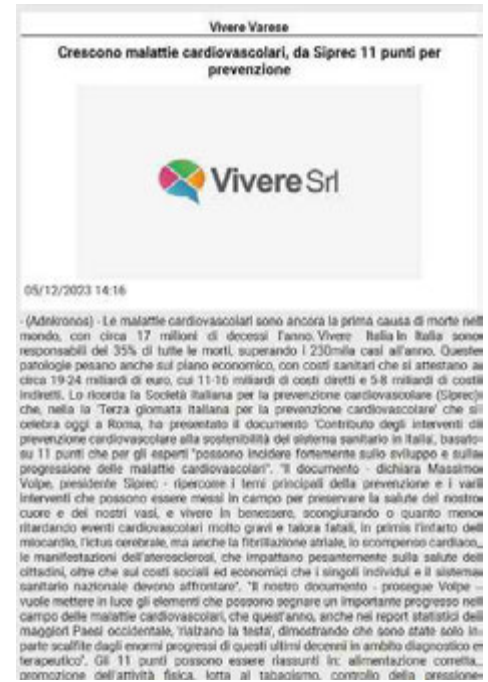 Vivere Varese
Crescono malattie cardiovascolari, da Siprec 11 punti per
prevenzione
Vivere Srl
05/12/2023 14:16
- (Adnkronos) - Le malattie cardiovascolari sono ancora la prima causa di morte nel
mondo, con circa 17 milioni di decessi l'anno. Vivere Italia In Italia sono
responsabili del 35% di tutte le morti, superando i 230mila casi all'anno. Queste
patologie pesano anche sul piano economico, con costi sanitari che si attestano a
circa 19-24 miliardi di euro, cui 11-16 miliardi di costi diretti e 5-8 miliardi di costi
indiretti. Lo ricorda la Società italiana per la prevenzione cardiovascolare (Siprec)
che, nella 'Terza giornata italiana per la prevenzione cardiovascolare' che si
celebra oggi a Roma, ha presentato il documento 'Contributo degli interventi di
prevenzione cardiovascolare alla sostenibilità del sistema sanitario in Italia', basato
su 11 punti che per gli esperti "possono incidere fortemente sullo sviluppo e sulla
progressione delle malattie cardiovascolari". "Il documento - dichiara Massimo
Volpe, presidente Siprec - ripercorre i temi principali della prevenzione e i vari
interventi che possono essere messi in campo per preservare la salute del nostro
cuore e dei nostri vasi, e vivere in benessere, scongiurando o quanto meno
ritardando eventi cardiovascolari molto gravi e talora fatali, in primis l'infarto del
miocardio, l'ictus cerebrale, ma anche la fibrillazione atriale, lo scompenso cardiaco,
le manifestazioni dell'aterosclerosi, che impattano pesantemente sulla salute dei
cittadini, oltre che sui costi sociali ed economici che i singoli individui e il sistema
sanitario nazionale devono affrontare". "Il nostro documento - prosegue Volpe -
vuole mettere in luce gli elementi che possono segnare un importante progresso nel
campo delle malattie cardiovascolari, che quest'anno, anche nei report statistici dei
maggiori Paesi occidentale, 'rialzano la testa', dimostrando che sono state solo in
parte scalfite dagli enormi progressi di questi ultimi decenni in ambito diagnostico e
terapeutico". Gli 11 punti possono essere riassunti in: alimentazione corretta,
promozione dell'attività fisica, lotta al tabagismo, controllo della pressione